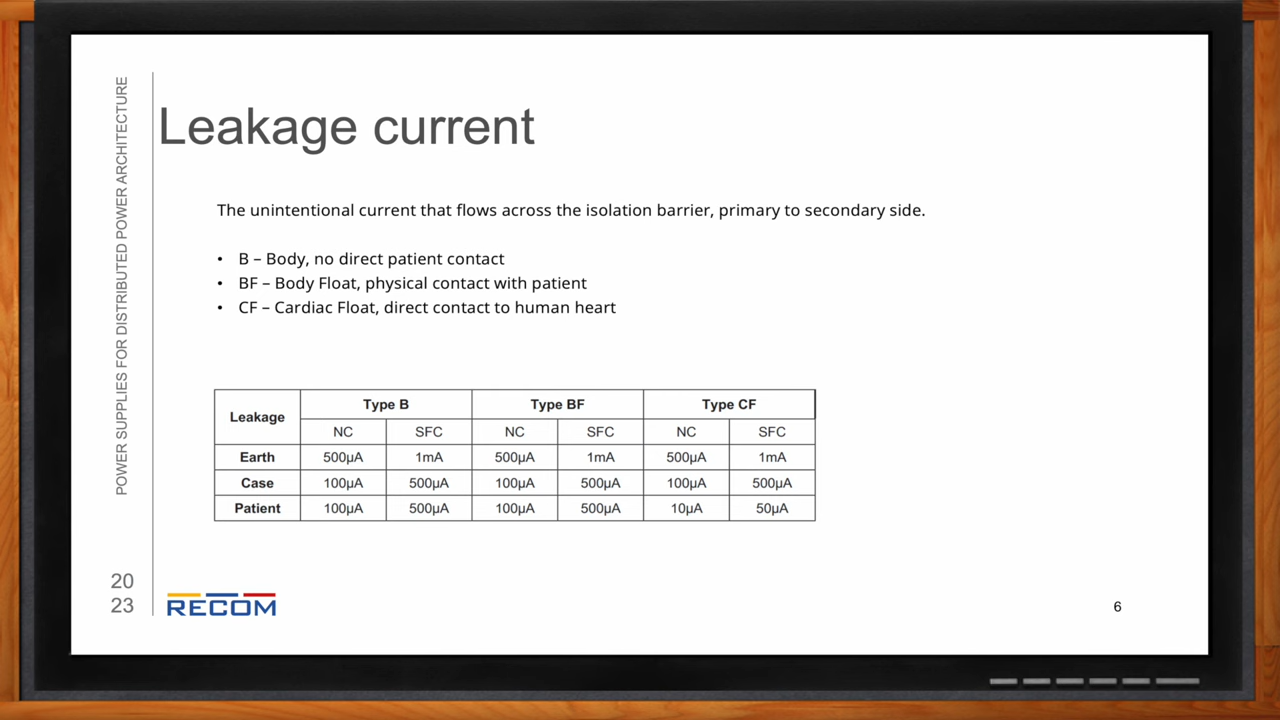 POWER SUPPLIES FOR DISTRIBUTED POWER ARCHITECTURE
Leakage current
The unintentional current that flows across the isolation barrier, primary to secondary side.
• B – Body, no direct patient contact
• BF – Body Float, physical contact with patient
• CF – Cardiac Float, direct contact to human heart
Leakage Type B Type BF Type CF
NC SFC NC SFC NC SFC
Earth 500µA 1mA 500µA 1mA 500µA 1mA
Case 100µA 500µA 100µA 500µA 100µA 500µA
Patient 100µA 500µA 100µA 500µA 10µA 50µA
20
23
RECOM
6